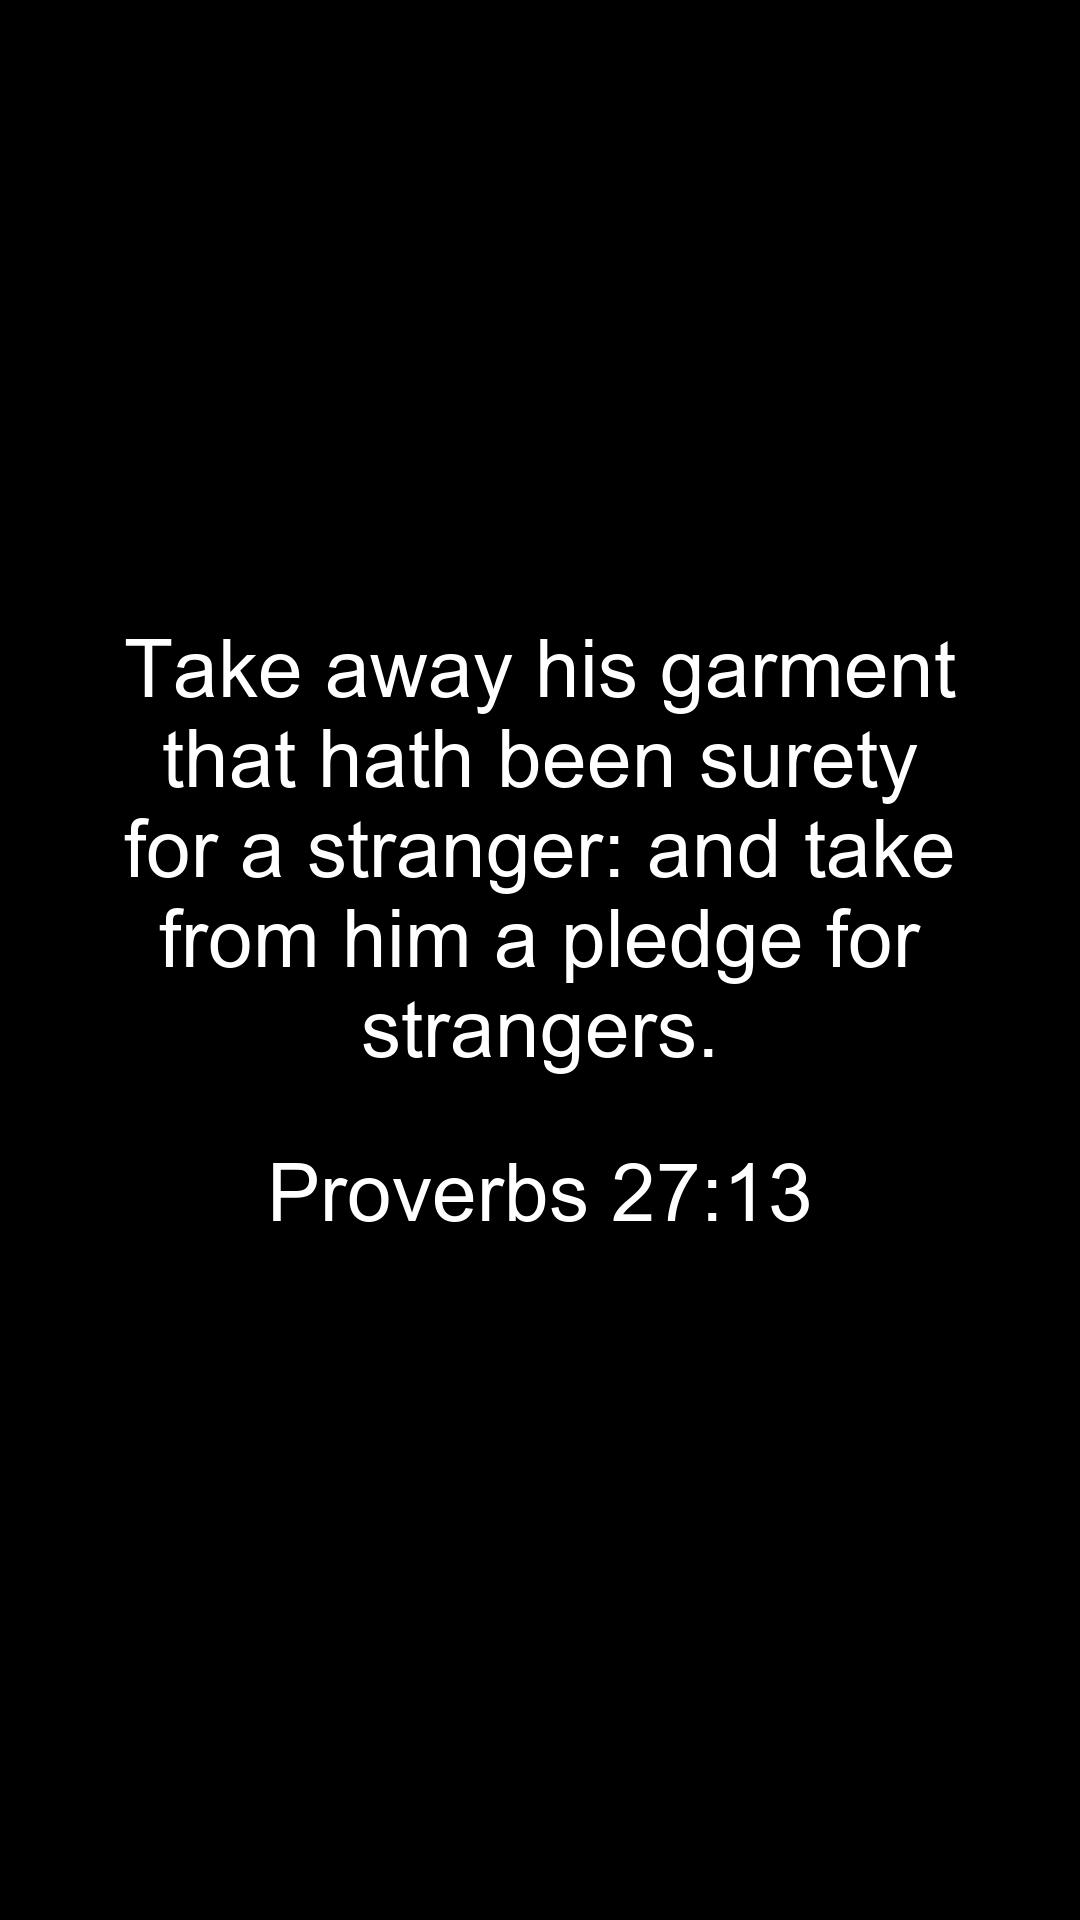 Take away his garment
that hath been surety
for a stranger: and take
from him a pledge for
strangers.
Proverbs 27:13